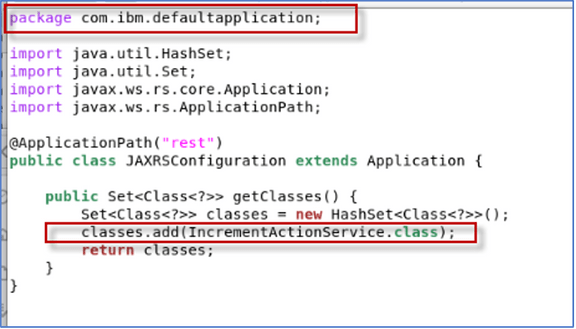 package com.ibm.defaultapplication;
import java.util.HashSet;
import java.util.Set;
import javax.ws.rs.core.Application;
import javax.ws.rs.ApplicationPath;
@ApplicationPath("rest")
public class JAXRSConfiguration extends Application {
public Set<Class<?>> getClasses() {
Set<Class<?>> classes = new HashSet<Class<?>>();
classes.add(IncrementActionService.class);
return classes;
}
}